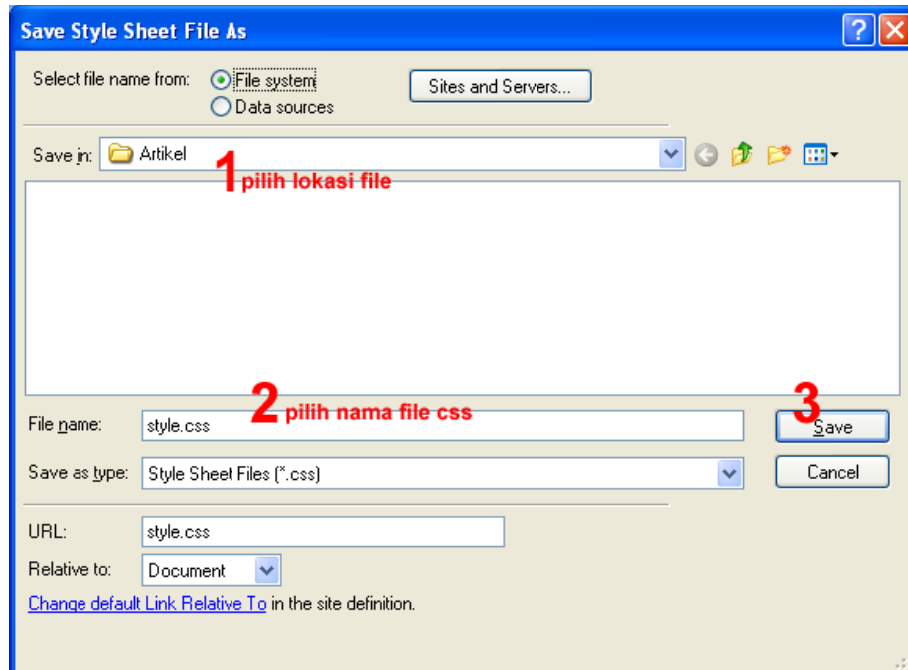 Save Style Sheet File As
Select file name from: File system Sites and Servers...
Data sources
Save in: Artikel
1 pilih lokasi file
2 pilih nama file css
3
File name: style.css Save
Save as type: Style Sheet Files (*.css) Cancel
URL: style.css
Relative to: Document
Change default Link Relative To in the site definition.